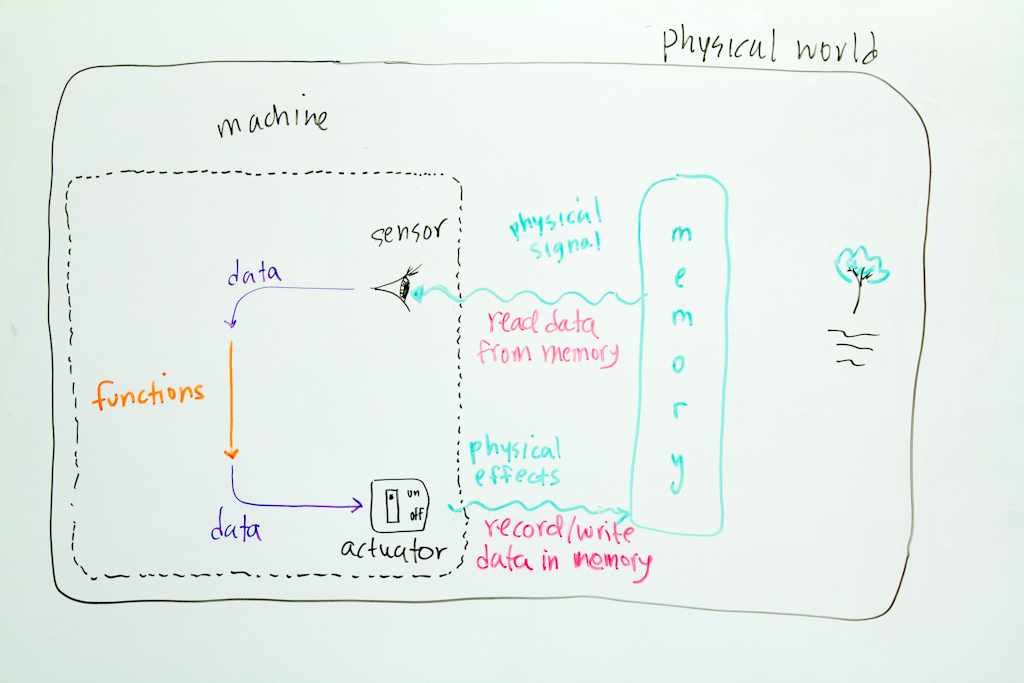 physical world
machine
sensor
physical
signal
data
read data
from memory
functions
memory
physical
effects
on
off
record/write
data in memory
data
actuator